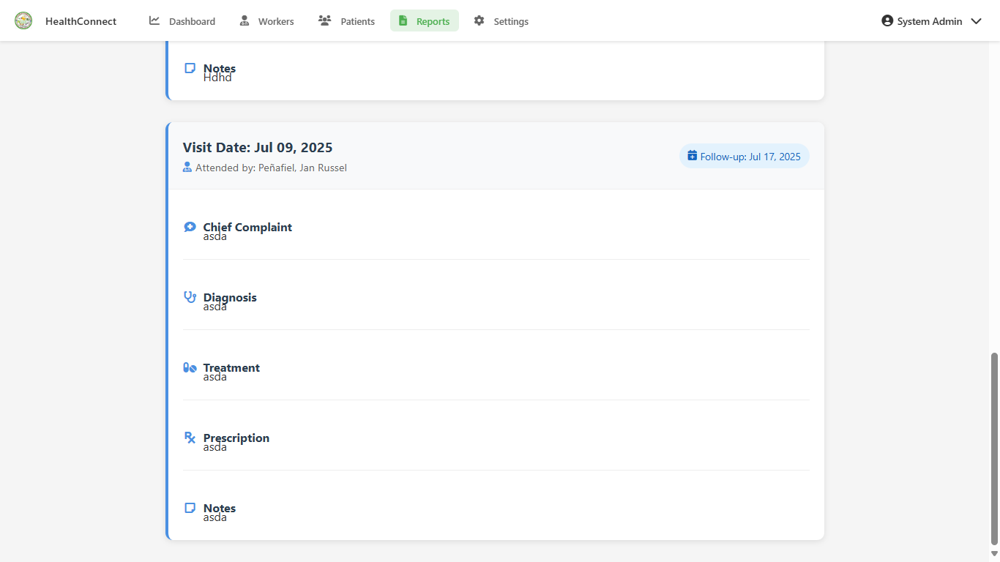 HealthConnect Dashboard Workers Patients Reports Settings System Admin
Notes
Hdhd
Visit Date: Jul 09, 2025
Attended by: Peñafiel, Jan Russel
Follow-up: Jul 17, 2025
Chief Complaint
asda
Diagnosis
asda
Treatment
asda
Prescription
asda
Notes
asda